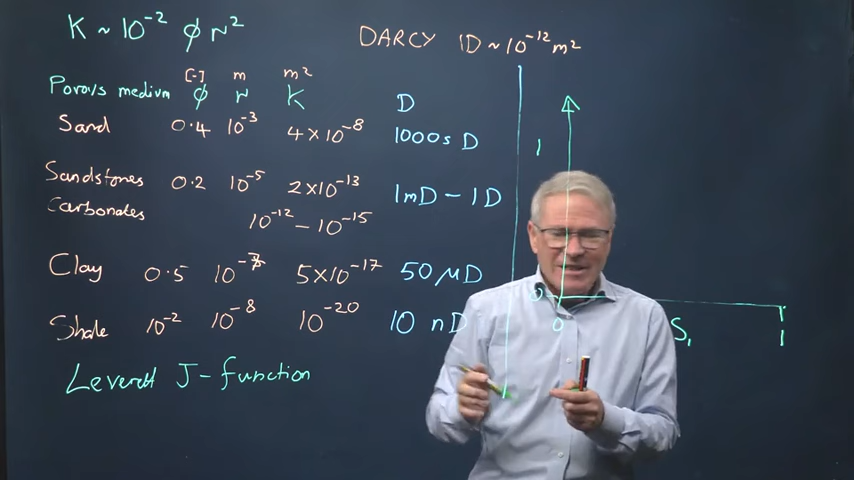 K ~ 10⁻² ϕ r²
DARCY 1D ~ 10⁻¹² m²
[-] m m²
Porous medium ϕ r K D
Sand 0.4 10⁻³ 4 × 10⁻⁸ 1000s D
Sandstones 0.2 10⁻⁵ 2 × 10⁻¹³ 1mD – 1D
Carbonates 10⁻¹² – 10⁻¹⁵
Clay 0.5 5 × 10⁻¹⁷ 50 μD
Shale 10⁻² 10⁻⁸ 10⁻²⁰ 10 nD
Leverett J-function
1
0
0 S₁ 1